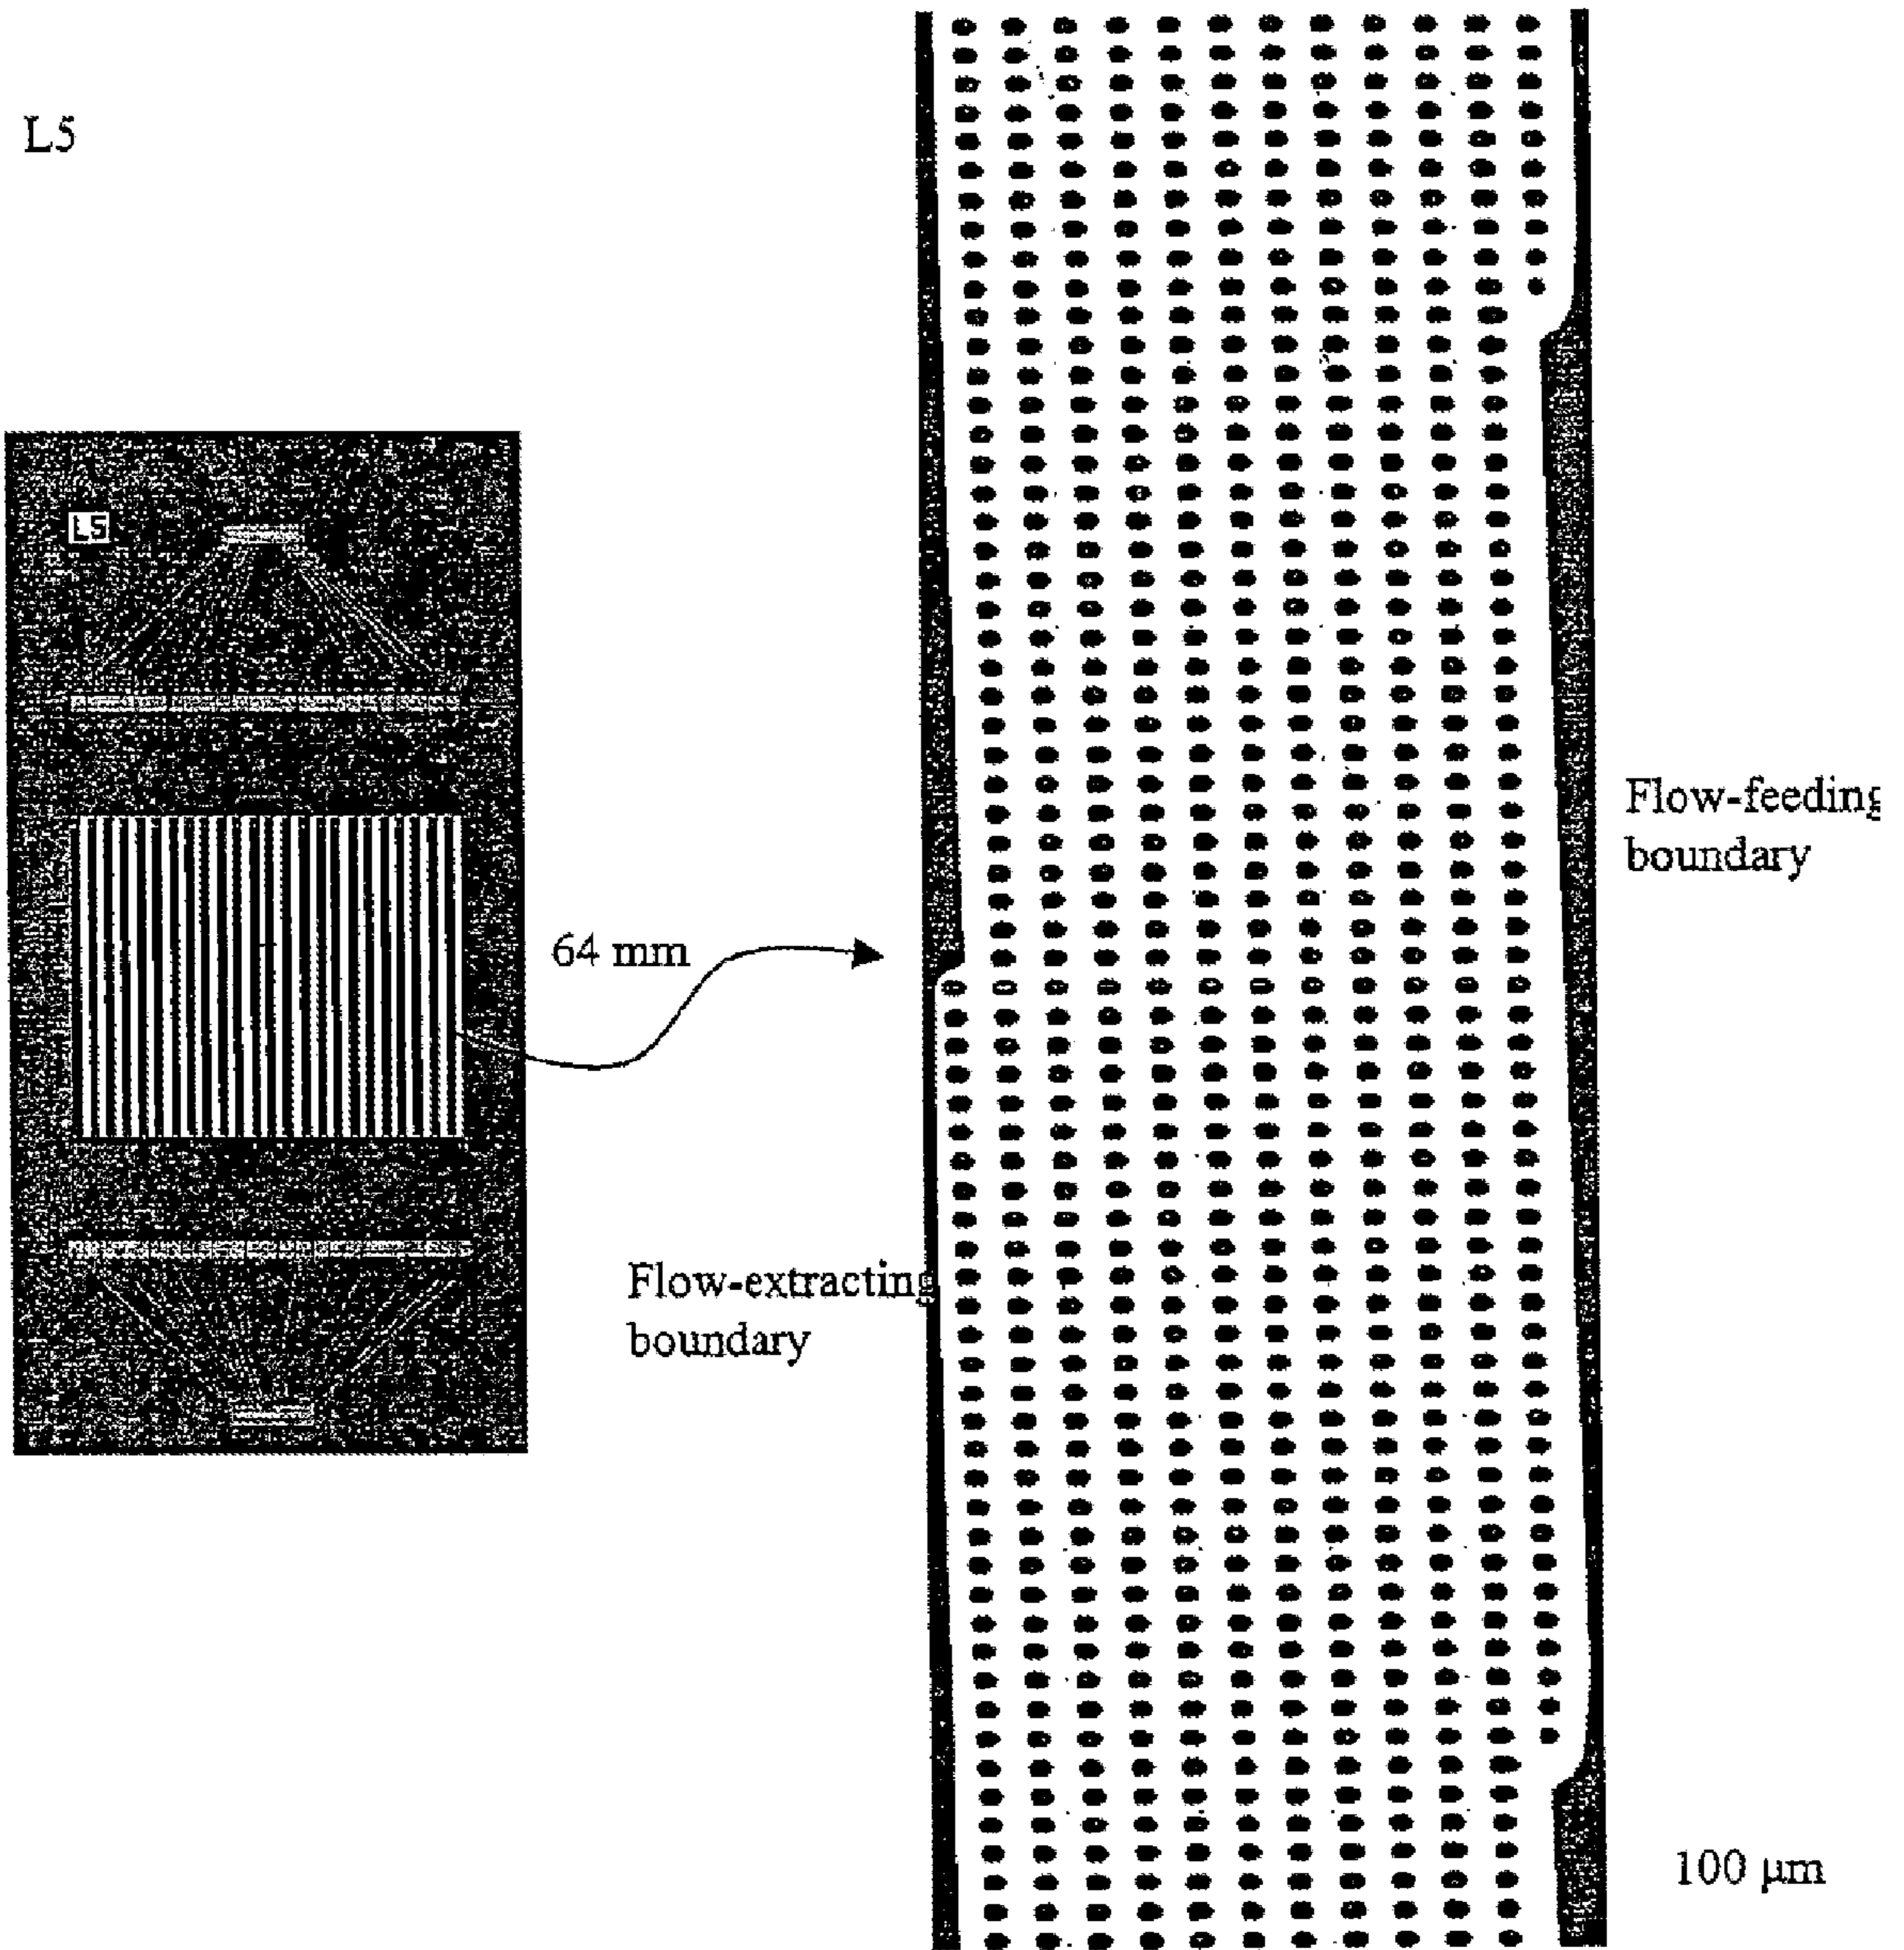 L5
L5
64 mm
Flow-feeding
boundary
Flow-extracting
boundary
100 µm